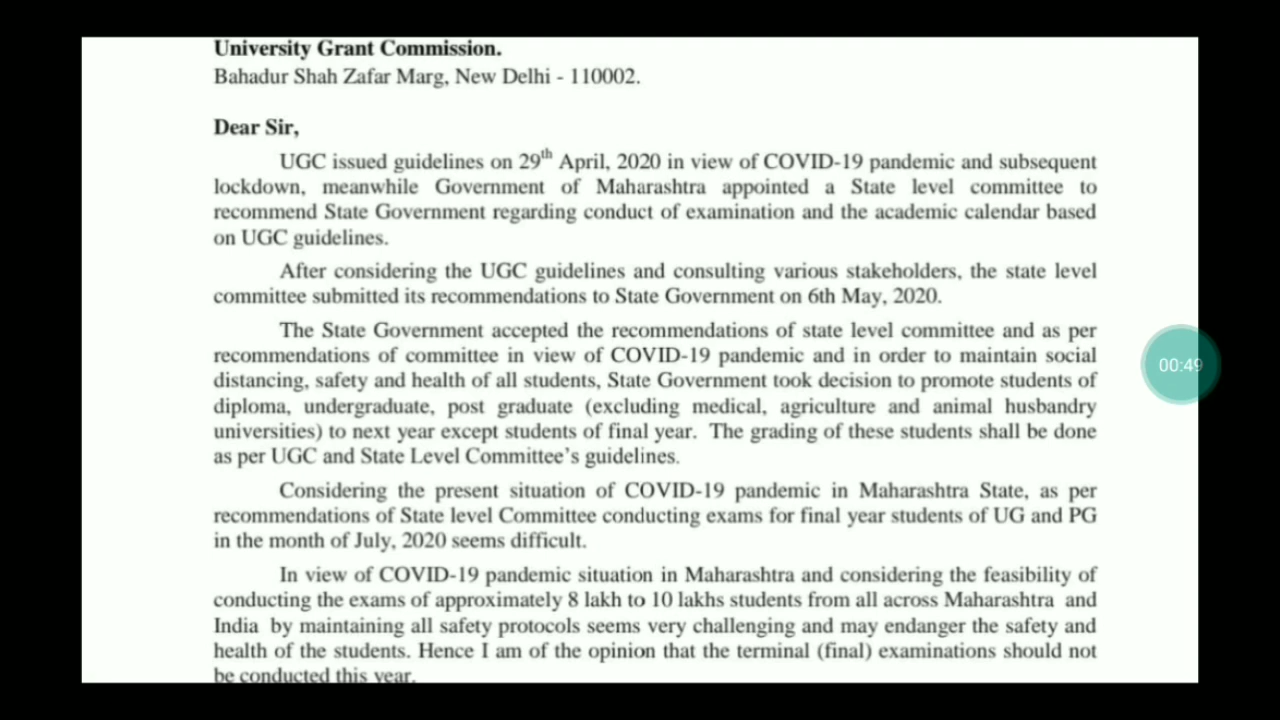 University Grant Commission.
Bahadur Shah Zafar Marg, New Delhi - 110002.
Dear Sir,
UGC issued guidelines on 29th April, 2020 in view of COVID-19 pandemic and subsequent
lockdown, meanwhile Government of Maharashtra appointed a State level committee to
recommend State Government regarding conduct of examination and the academic calendar based
on UGC guidelines.
After considering the UGC guidelines and consulting various stakeholders, the state level
committee submitted its recommendations to State Government on 6th May, 2020.
The State Government accepted the recommendations of state level committee and as per
recommendations of committee in view of COVID-19 pandemic and in order to maintain social
distancing, safety and health of all students, State Government took decision to promote students of
diploma, undergraduate, post graduate (excluding medical, agriculture and animal husbandry
universities) to next year except students of final year. The grading of these students shall be done
as per UGC and State Level Committee's guidelines.
Considering the present situation of COVID-19 pandemic in Maharashtra State, as per
recommendations of State level Committee conducting exams for final year students of UG and PG
in the month of July, 2020 seems difficult.
In view of COVID-19 pandemic situation in Maharashtra and considering the feasibility of
conducting the exams of approximately 8 lakh to 10 lakhs students from all across Maharashtra and
India by maintaining all safety protocols seems very challenging and may endanger the safety and
health of the students. Hence I am of the opinion that the terminal (final) examinations should not
be conducted this year.
00:49